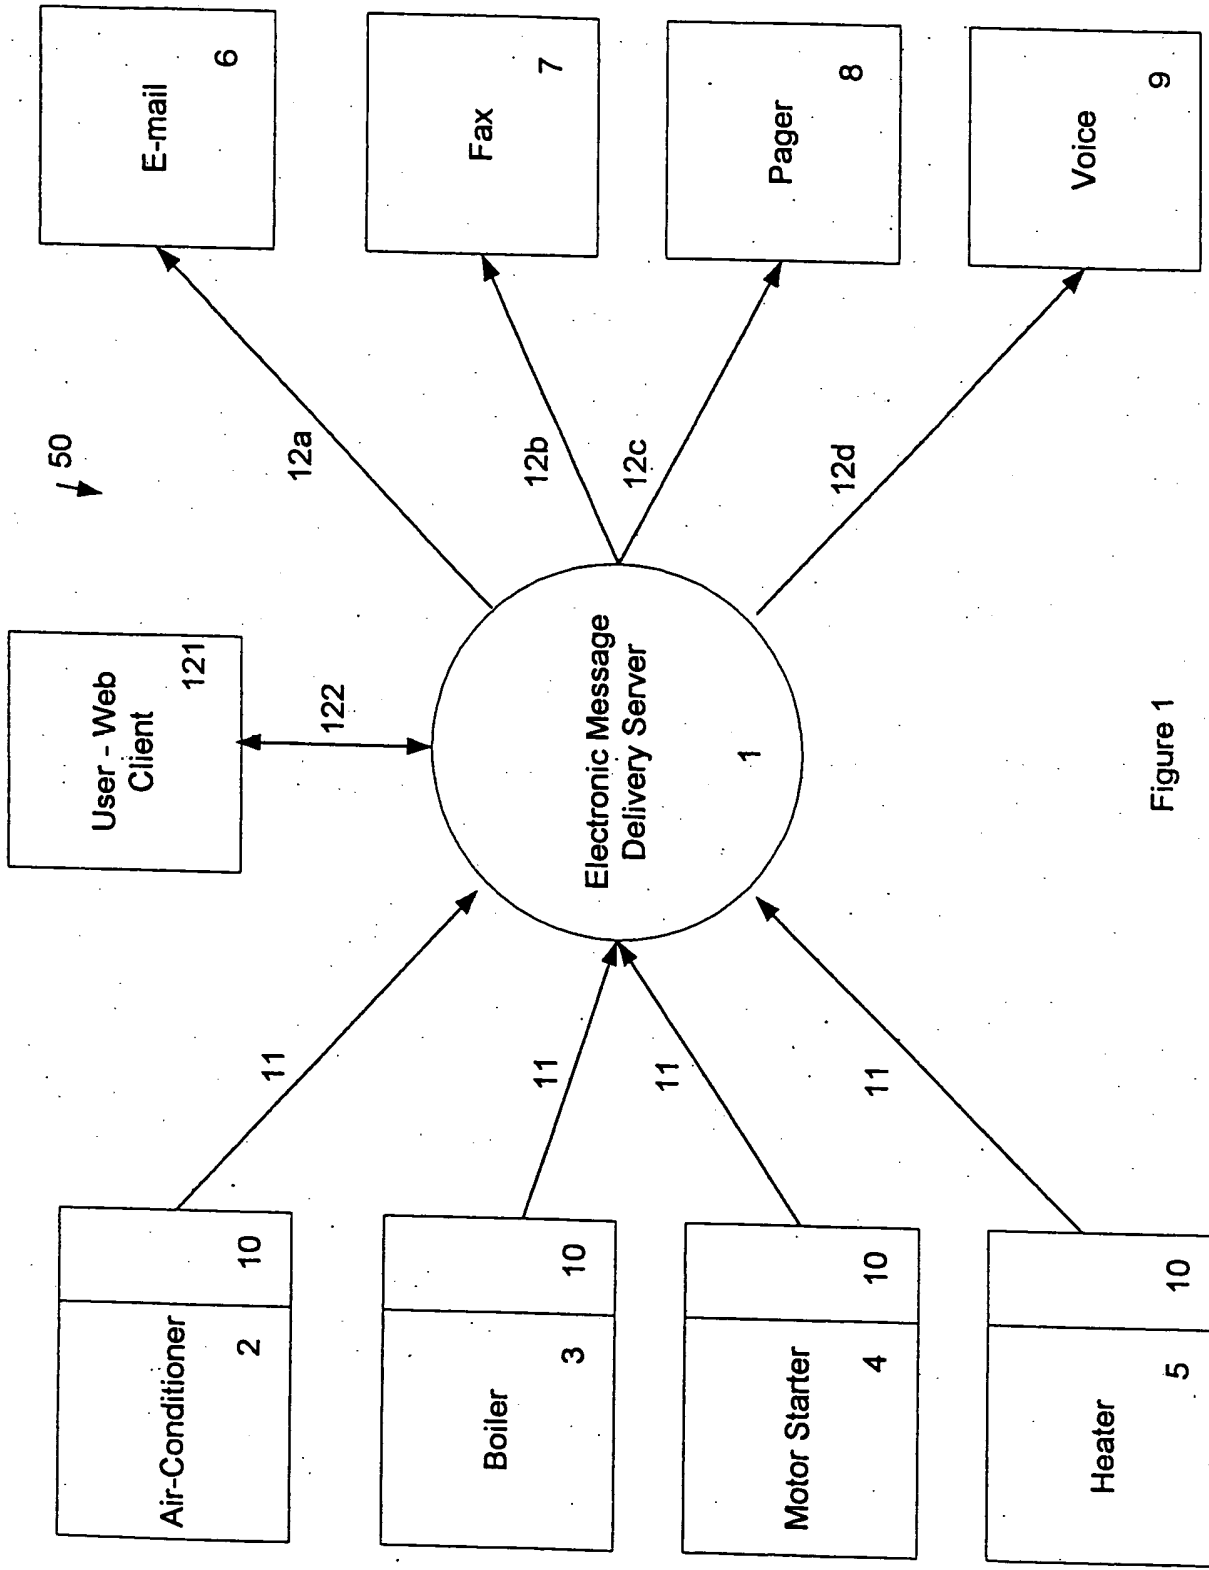 50
User - Web
Client
121
122
Air-Conditioner
2
10
11
Boiler
3
10
11
Motor Starter
4
10
11
Heater
5
10
11
Electronic Message
Delivery Server
1
12a
E-mail
6
12b
Fax
7
12c
Pager
8
12d
Voice
9
Figure 1